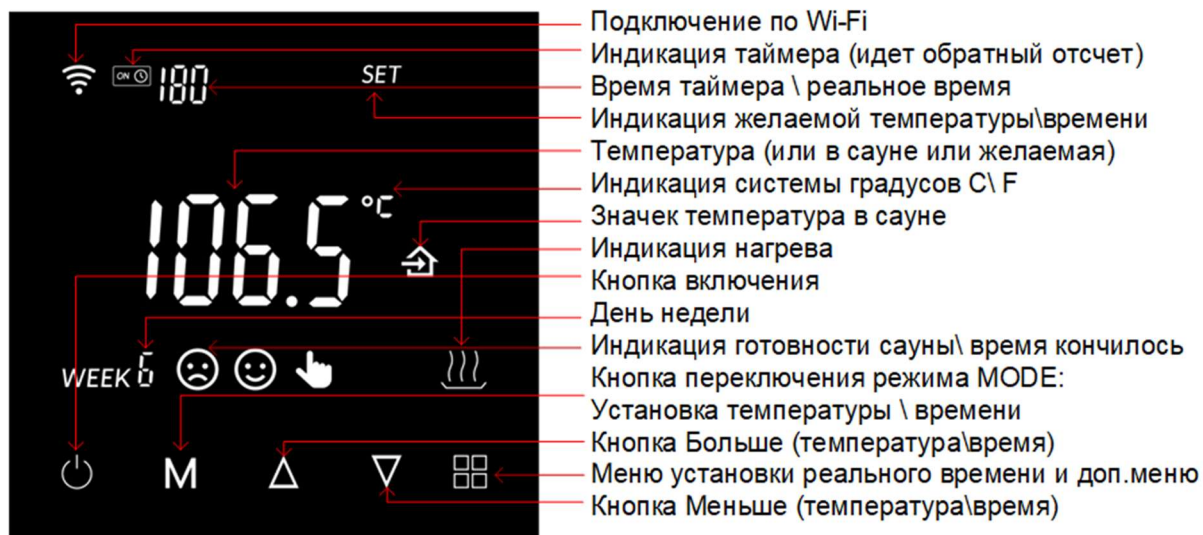 Подключение по Wi-Fi
Индикация таймера (идет обратный отсчет)
Время таймера \ реальное время
Индикация желаемой температуры\времени
Температура (или в сауне или желаемая)
Индикация системы градусов C\ F
Значек температура в сауне
Индикация нагрева
Кнопка включения
День недели
Индикация готовности сауны\ время кончилось
Кнопка переключения режима MODE:
Установка температуры \ времени
Кнопка Больше (температура\время)
Меню установки реального времени и доп.меню
Кнопка Меньше (температура\время)
ON 180 SET
106.5 °C
WEEK 6
M